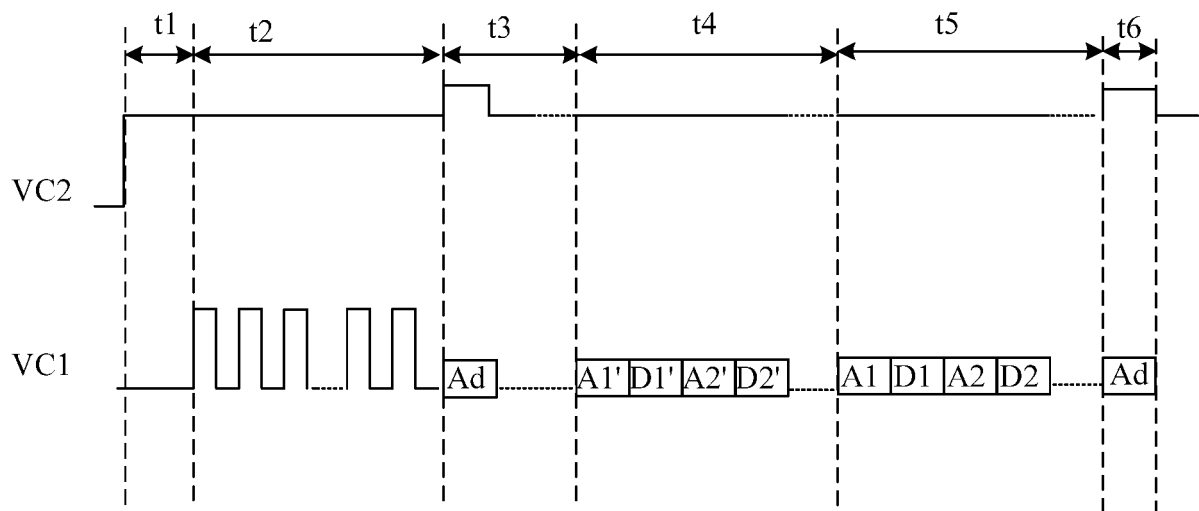 t1 t2 t3 t4 t5 t6
VC2
VC1
Ad A1' D1' A2' D2' A1 D1 A2 D2 Ad